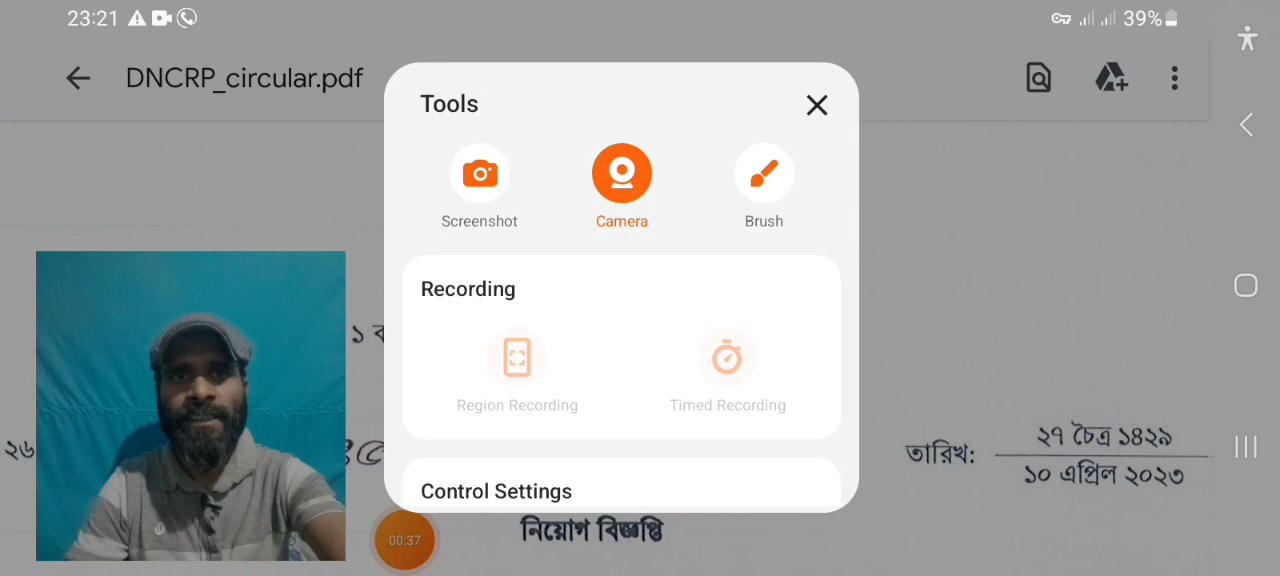 23:21
39%
DNCRP_circular.pdf
Tools
Screenshot
Camera
Brush
Recording
১
Region Recording
Timed Recording
২৬
তারিখ:
২৭ চৈত্র ১৪২৯
১০ এপ্রিল ২০২৩
Control Settings
00:37
নিয়োগ বিজ্ঞপ্তি